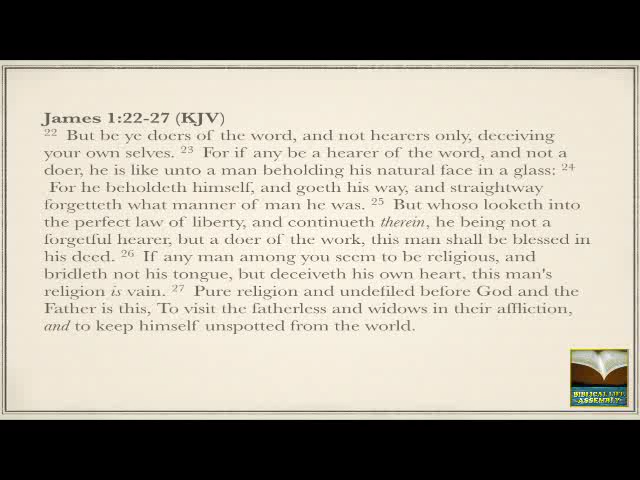 James 1:22-27 (KJV)
22 But be ye doers of the word, and not hearers only, deceiving
your own selves. 23 For if any be a hearer of the word, and not a
doer, he is like unto a man beholding his natural face in a glass: 24
For he beholdeth himself, and goeth his way, and straightway
forgetteth what manner of man he was. 25 But whoso looketh into
the perfect law of liberty, and continueth therein, he being not a
forgetful hearer, but a doer of the work, this man shall be blessed in
his deed. 26 If any man among you seem to be religious, and
bridleth not his tongue, but deceiveth his own heart, this man's
religion is vain. 27 Pure religion and undefiled before God and the
Father is this, To visit the fatherless and widows in their affliction,
and to keep himself unspotted from the world.
BIBLICAL LIFE
ASSEMBLY